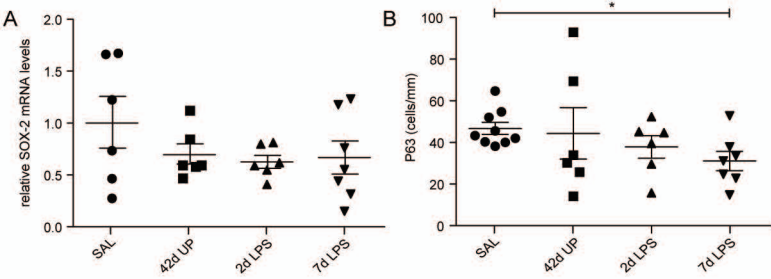 A
relative SOX-2 mRNA levels
2.0
1.5
1.0
0.5
0.0
SAL
42d UP
2d LPS
7d LPS
B
*
P63 (cells/mm)
100
80
60
40
20
0
SAL
42d UP
2d LPS
7d LPS